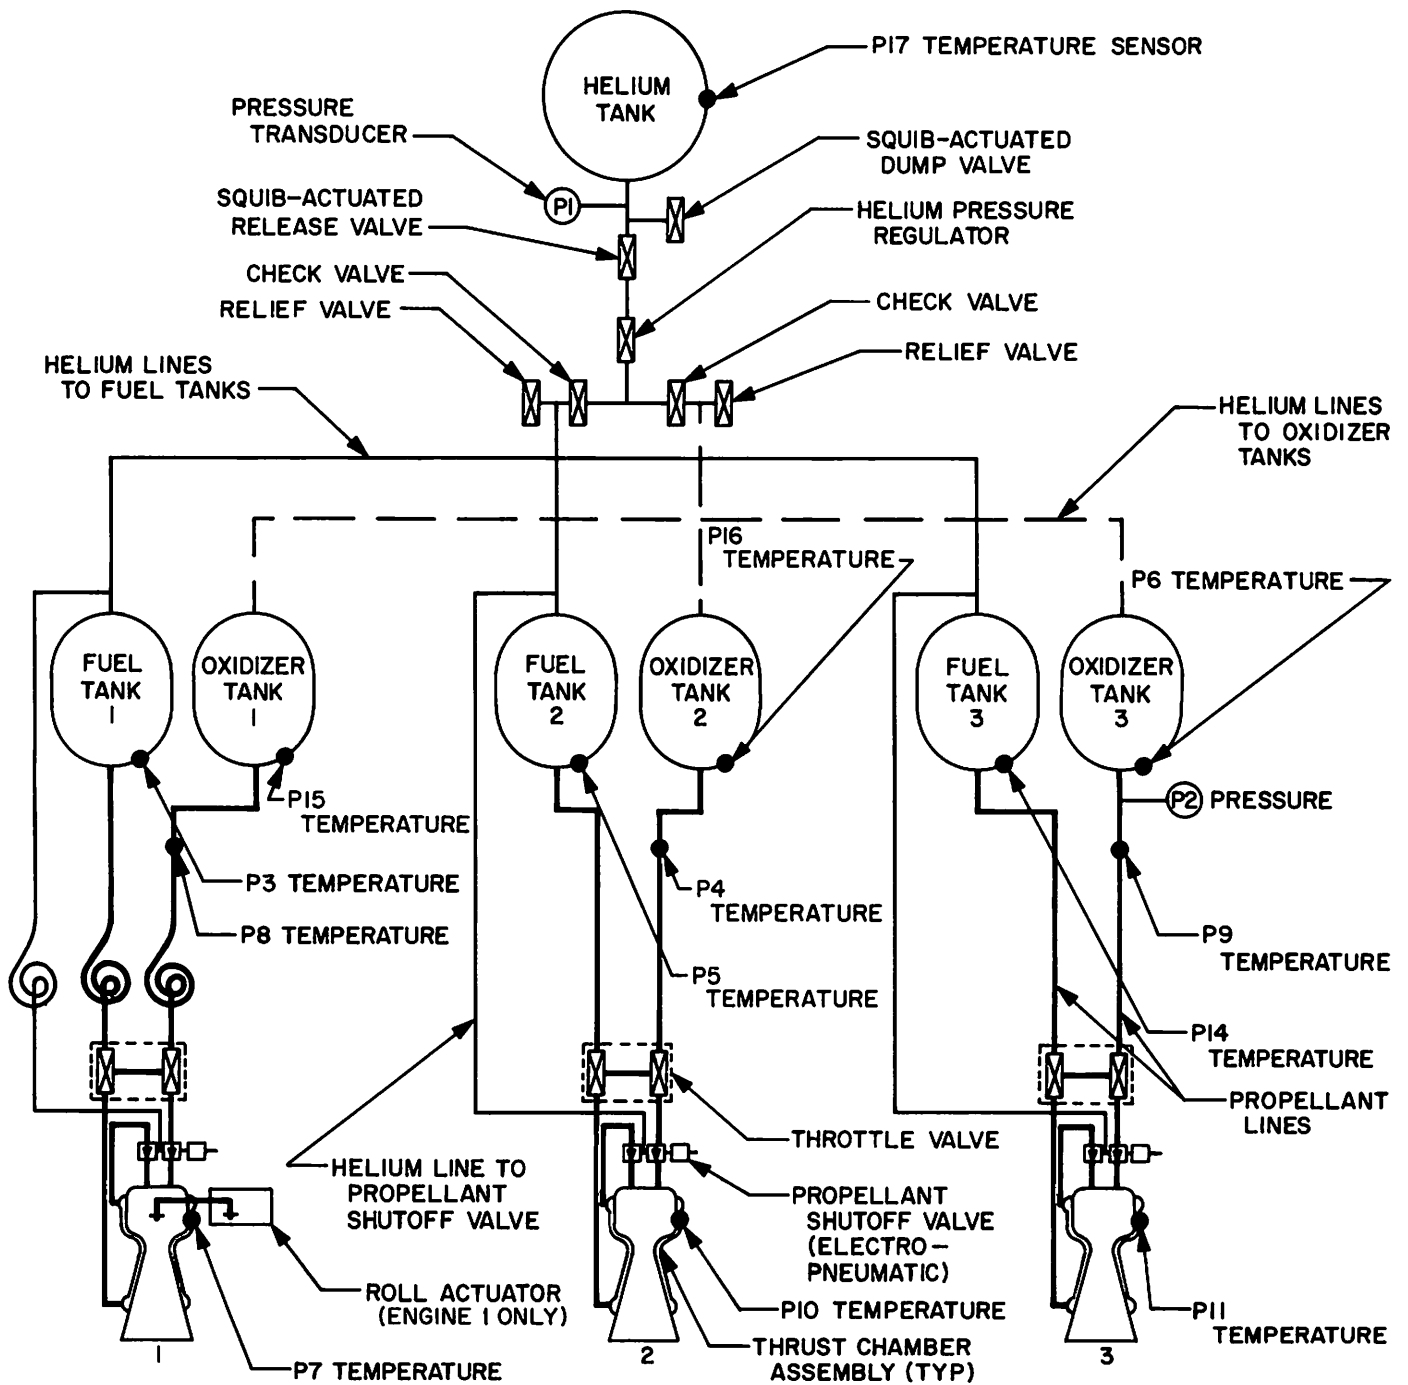 HELIUM
TANK
P17 TEMPERATURE SENSOR
PRESSURE
TRANSDUCER
SQUIB-ACTUATED
DUMP VALVE
P1
SQUIB-ACTUATED
RELEASE VALVE
HELIUM PRESSURE
REGULATOR
CHECK VALVE
RELIEF VALVE
CHECK VALVE
RELIEF VALVE
HELIUM LINES
TO FUEL TANKS
HELIUM LINES
TO OXIDIZER
TANKS
P16
TEMPERATURE
P6 TEMPERATURE
FUEL
TANK
1
OXIDIZER
TANK
1
FUEL
TANK
2
OXIDIZER
TANK
2
FUEL
TANK
3
OXIDIZER
TANK
3
P15
TEMPERATURE
P2 PRESSURE
P3 TEMPERATURE
P4
TEMPERATURE
P8 TEMPERATURE
P9
TEMPERATURE
P5
TEMPERATURE
P14
TEMPERATURE
PROPELLANT
LINES
THROTTLE VALVE
HELIUM LINE TO
PROPELLANT
SHUTOFF VALVE
PROPELLANT
SHUTOFF VALVE
(ELECTRO-
PNEUMATIC)
ROLL ACTUATOR
(ENGINE 1 ONLY)
P10 TEMPERATURE
P11
TEMPERATURE
THRUST CHAMBER
ASSEMBLY (TYP)
P7 TEMPERATURE
1
2
3